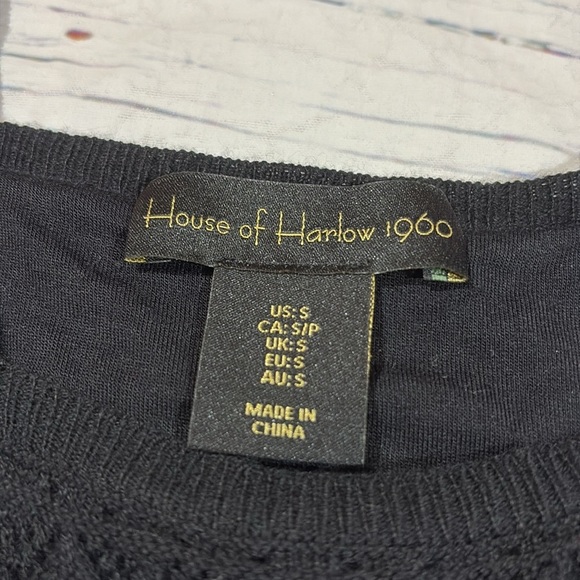 House of Harlow 1960
US: S
CA: S/P
UK: S
EU: S
AU: S
MADE IN
CHINA